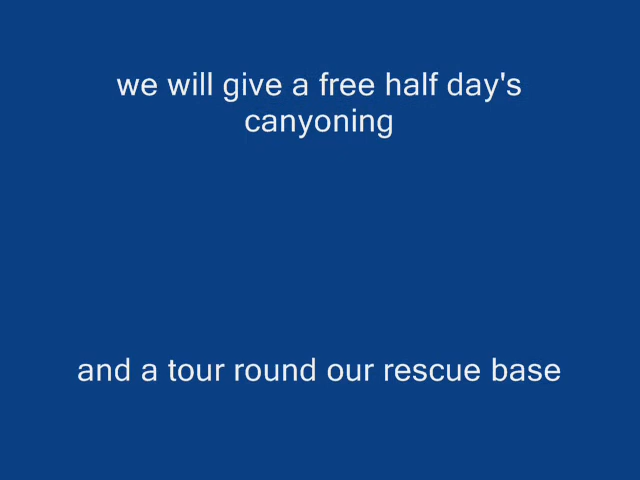 we will give a free half day's
canyoning
and a tour round our rescue base